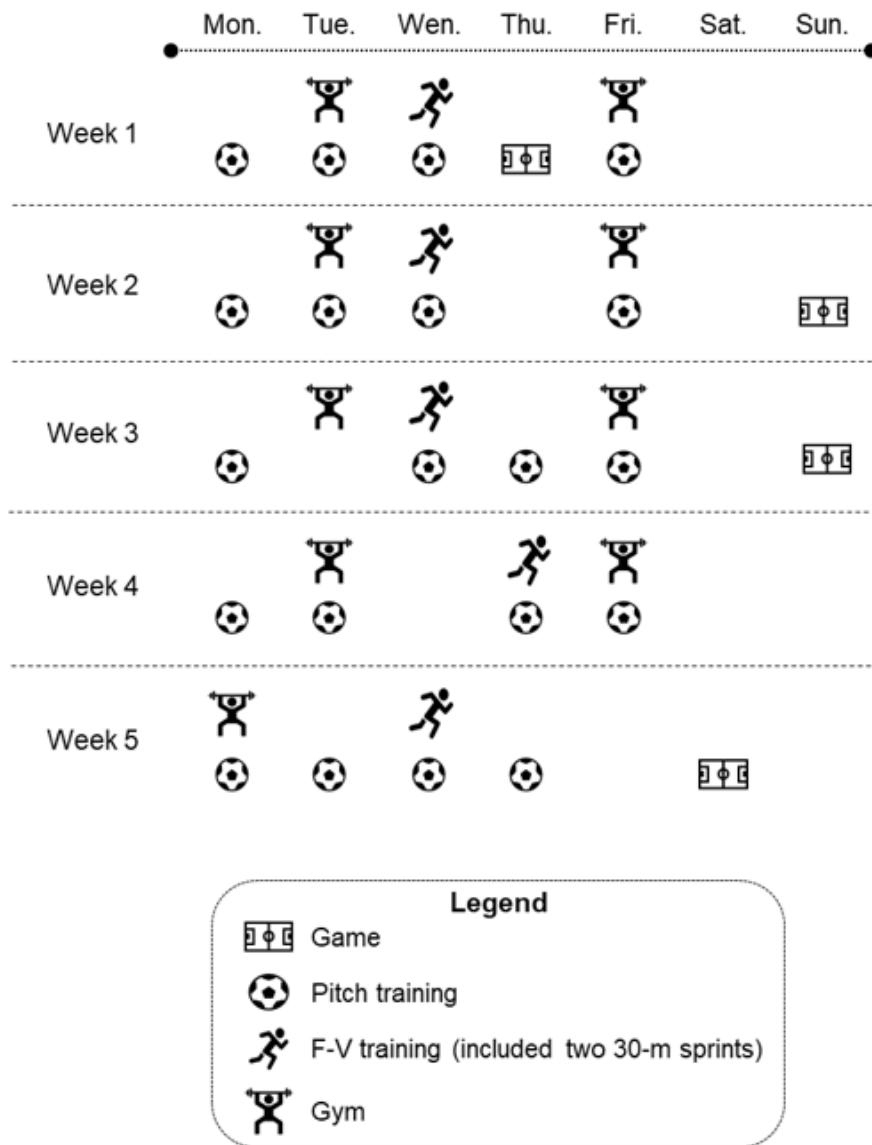 Mon. Tue. Wen. Thu. Fri. Sat. Sun.
Week 1
Week 2
Week 3
Week 4
Week 5
Legend
Game
Pitch training
F-V training (included two 30-m sprints)
Gym